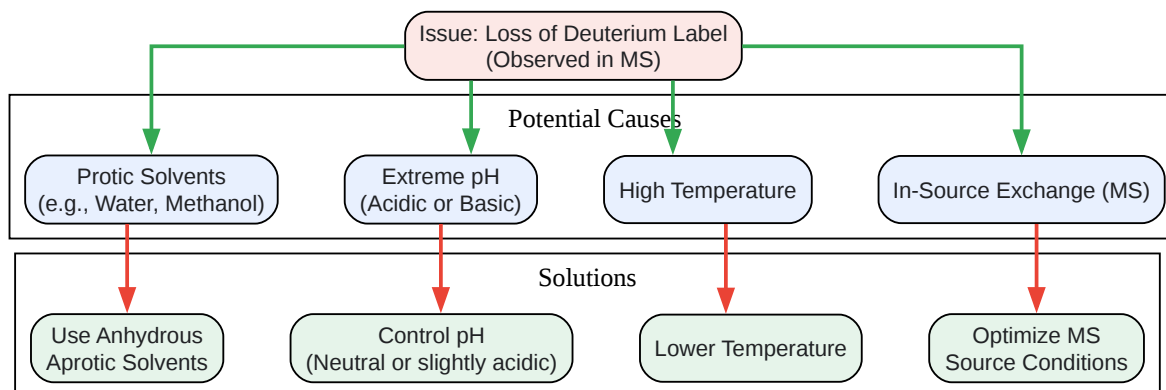 Issue: Loss of Deuterium Label
(Observed in MS)
Potential Causes
Protic Solvents
(e.g., Water, Methanol)
Extreme pH
(Acidic or Basic)
High Temperature
In-Source Exchange (MS)
Solutions
Use Anhydrous
Aprotic Solvents
Control pH
(Neutral or slightly acidic)
Lower Temperature
Optimize MS
Source Conditions